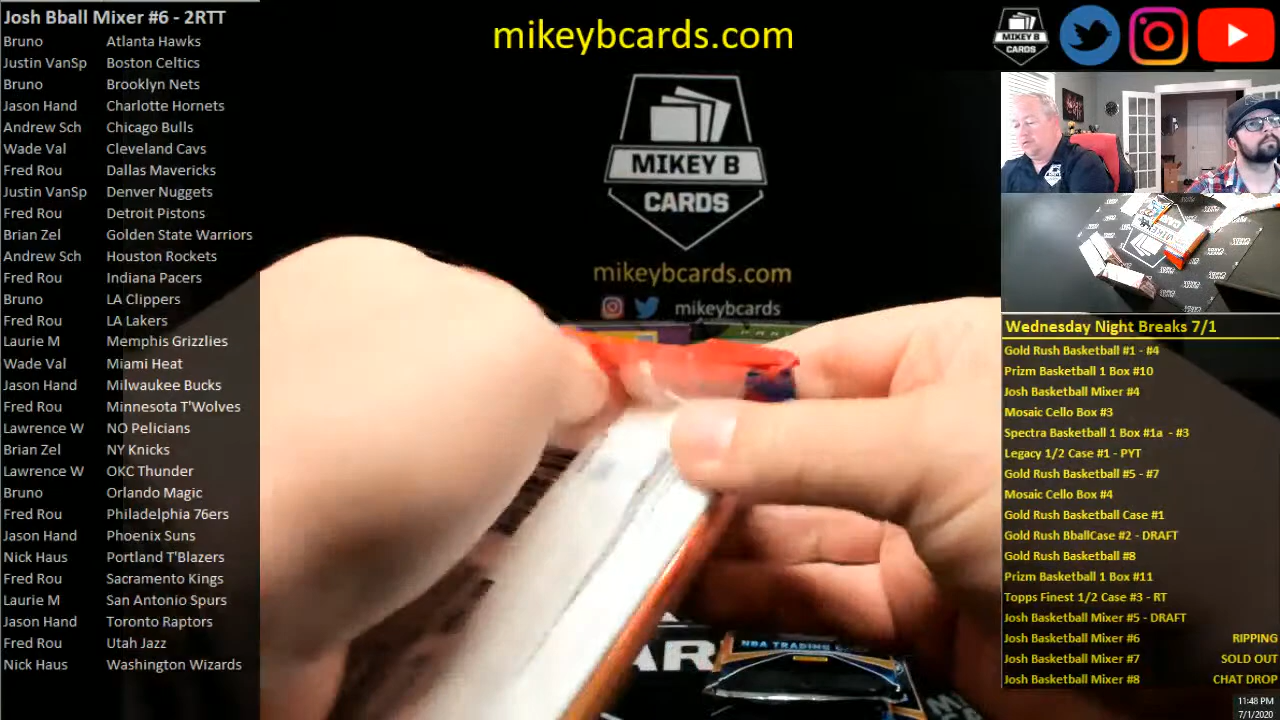 Josh Bball Mixer #6 - 2RTT
Bruno Atlanta Hawks
Justin VanSp Boston Celtics
Bruno Brooklyn Nets
Jason Hand Charlotte Hornets
Andrew Sch Chicago Bulls
Wade Val Cleveland Cavs
Fred Rou Dallas Mavericks
Justin VanSp Denver Nuggets
Fred Rou Detroit Pistons
Brian Zel Golden State Warriors
Andrew Sch Houston Rockets
Fred Rou Indiana Pacers
Bruno LA Clippers
Fred Rou LA Lakers
Laurie M Memphis Grizzlies
Wade Val Miami Heat
Jason Hand Milwaukee Bucks
Fred Rou Minnesota T'Wolves
Lawrence W NO Pelicians
Brian Zel NY Knicks
Lawrence W OKC Thunder
Bruno Orlando Magic
Fred Rou Philadelphia 76ers
Jason Hand Phoenix Suns
Nick Haus Portland T'Blazers
Fred Rou Sacramento Kings
Laurie M San Antonio Spurs
Jason Hand Toronto Raptors
Fred Rou Utah Jazz
Nick Haus Washington Wizards
mikeybcards.com
MIKEY B
CARDS
mikeybcards.com
mikeybcards
NBA TRADING
MIKEY B
CARDS
Wednesday Night Breaks 7/1
Gold Rush Basketball #1 - #4
Prizm Basketball 1 Box #10
Josh Basketball Mixer #4
Mosaic Cello Box #3
Spectra Basketball 1 Box #1a - #3
Legacy 1/2 Case #1 - PYT
Gold Rush Basketball #5 - #7
Mosaic Cello Box #4
Gold Rush Basketball Case #1
Gold Rush BballCase #2 - DRAFT
Gold Rush Basketball #8
Prizm Basketball 1 Box #11
Topps Finest 1/2 Case #3 - RT
Josh Basketball Mixer #5 - DRAFT
Josh Basketball Mixer #6 RIPPING
Josh Basketball Mixer #7 SOLD OUT
Josh Basketball Mixer #8 CHAT DROP
11:48 PM
7/1/2020